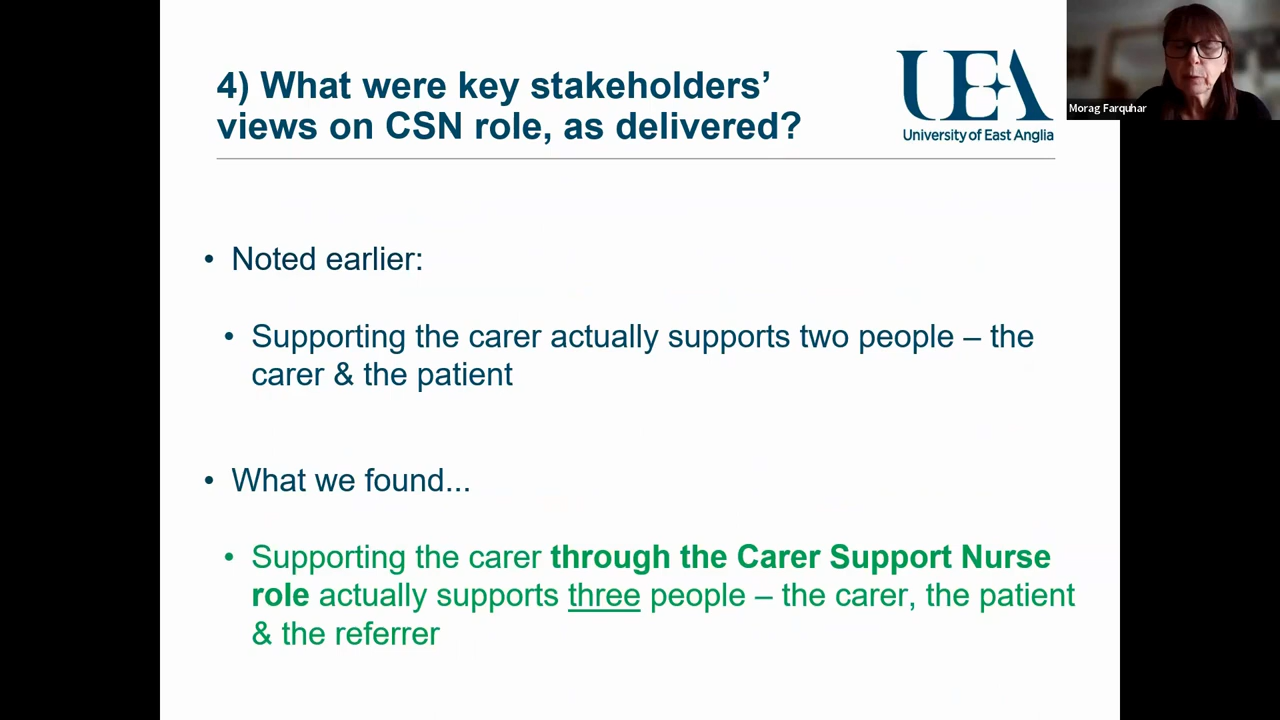 4) What were key stakeholders’
views on CSN role, as delivered?
UEA
University of East Anglia
Morag Farquhar
• Noted earlier:
• Supporting the carer actually supports two people – the
carer & the patient
• What we found...
• Supporting the carer through the Carer Support Nurse
role actually supports three people – the carer, the patient
& the referrer